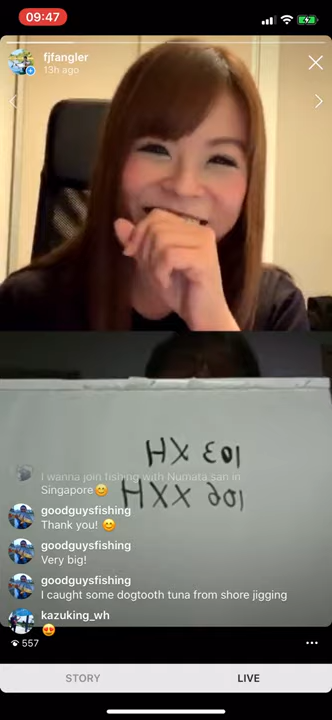 09:47
fjfangler
13h ago
103 XH
106 XXH
I wanna join fishing with Numata san in
Singapore😊
goodguysfishing
Thank you! 😊
goodguysfishing
Very big!
goodguysfishing
I caught some dogtooth tuna from shore jigging
kazuking_wh
😍
557
STORY LIVE